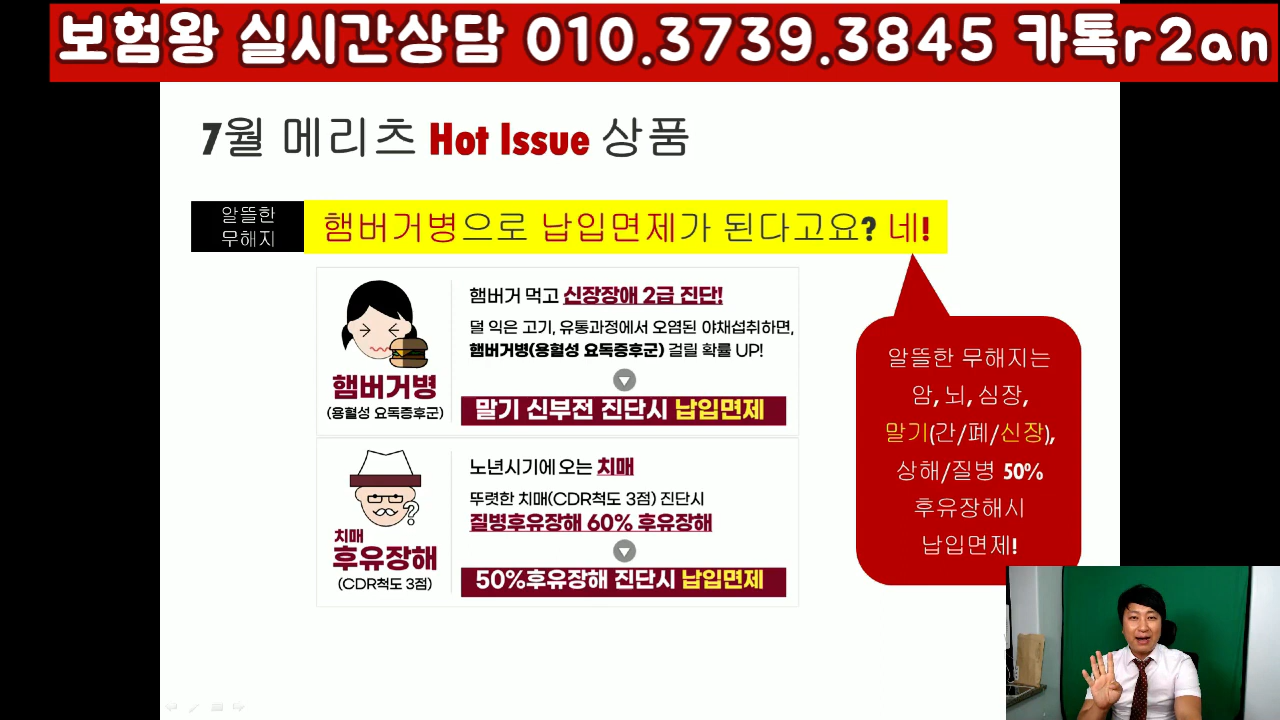 보험왕 실시간상담 010.3739.3845 카톡r2an
7월 메리츠 Hot Issue 상품
알뜰한
무해지
햄버거병으로 납입면제가 된다고요? 네!
햄버거 먹고 신장장애 2급 진단!
덜 익은 고기, 유통과정에서 오염된 야채섭취하면,
햄버거병(용혈성 요독증후군) 걸릴 확률 UP!
햄버거병
(용혈성 요독증후군)
말기 신부전 진단시 납입면제
노년시기에 오는 치매
뚜렷한 치매(CDR척도 3점) 진단시
질병후유장해 60% 후유장해
치매
후유장해
(CDR척도 3점)
50%후유장해 진단시 납입면제
알뜰한 무해지는
암, 뇌, 심장,
말기(간/폐/신장),
상해/질병 50%
후유장해시
납입면제!